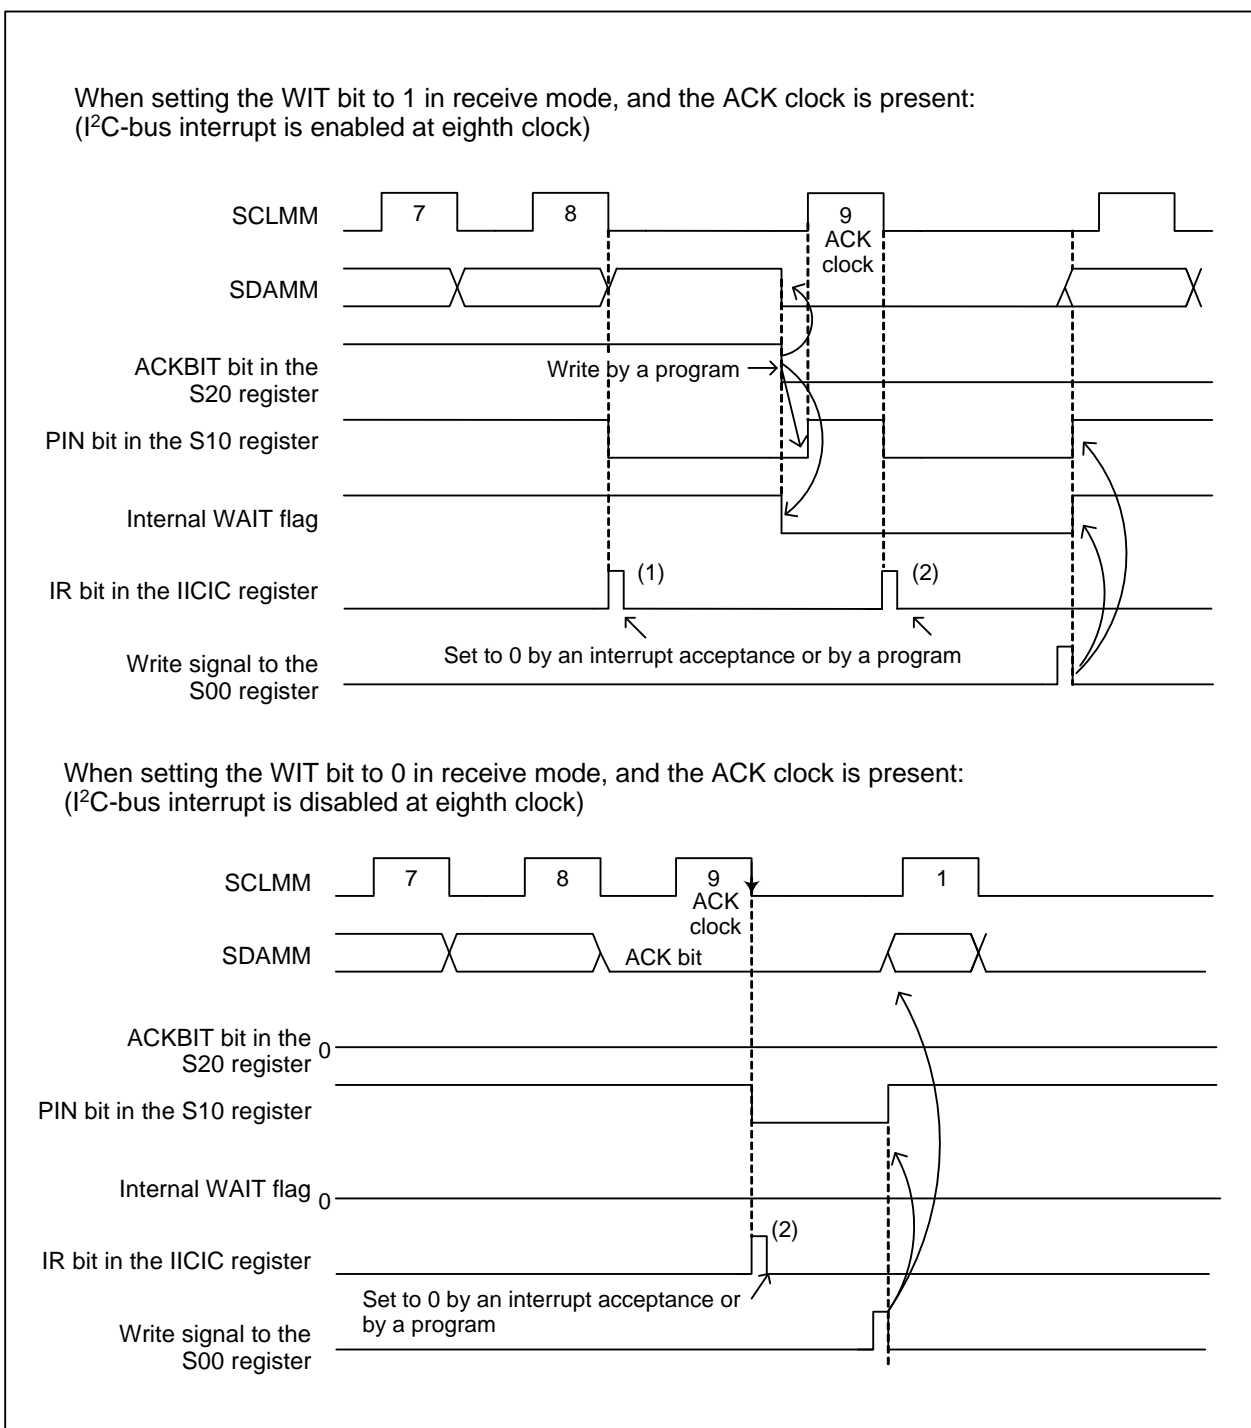 When setting the WIT bit to 1 in receive mode, and the ACK clock is present:
(I²C-bus interrupt is enabled at eighth clock)
SCLMM
7
8
9
ACK
clock
SDAMM
ACKBIT bit in the
S20 register
Write by a program
PIN bit in the S10 register
Internal WAIT flag
IR bit in the IICIC register
(1)
(2)
Set to 0 by an interrupt acceptance or by a program
Write signal to the
S00 register
When setting the WIT bit to 0 in receive mode, and the ACK clock is present:
(I²C-bus interrupt is disabled at eighth clock)
SCLMM
7
8
9
ACK
clock
1
SDAMM
ACK bit
ACKBIT bit in the
S20 register
0
PIN bit in the S10 register
Internal WAIT flag
0
IR bit in the IICIC register
(2)
Set to 0 by an interrupt acceptance or
by a program
Write signal to the
S00 register